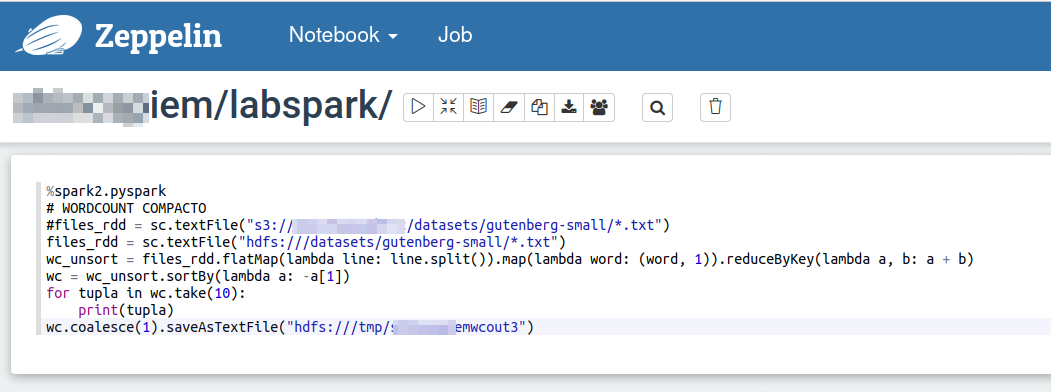 Zeppelin Notebook Job
iem/labspark/
%spark2.pyspark
# WORDCOUNT COMPACTO
#files_rdd = sc.textFile("s3:// /datasets/gutenberg-small/*.txt")
files_rdd = sc.textFile("hdfs:///datasets/gutenberg-small/*.txt")
wc_unsort = files_rdd.flatMap(lambda line: line.split()).map(lambda word: (word, 1)).reduceByKey(lambda a, b: a + b)
wc = wc_unsort.sortBy(lambda a: -a[1])
for tupla in wc.take(10):
    print(tupla)
wc.coalesce(1).saveAsTextFile("hdfs:///tmp/ emwcout3")